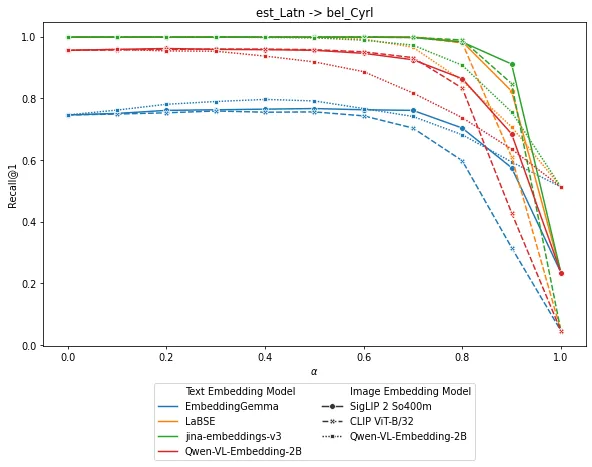 est_Latn -> bel_Cyrl
Recall@1
1.0
0.8
0.6
0.4
0.2
0.0
0.0 0.2 0.4 0.6 0.8 1.0
α
Text Embedding Model Image Embedding Model
EmbeddingGemma SigLIP 2 So400m
LaBSE CLIP ViT-B/32
jina-embeddings-v3 Qwen-VL-Embedding-2B
Qwen-VL-Embedding-2B